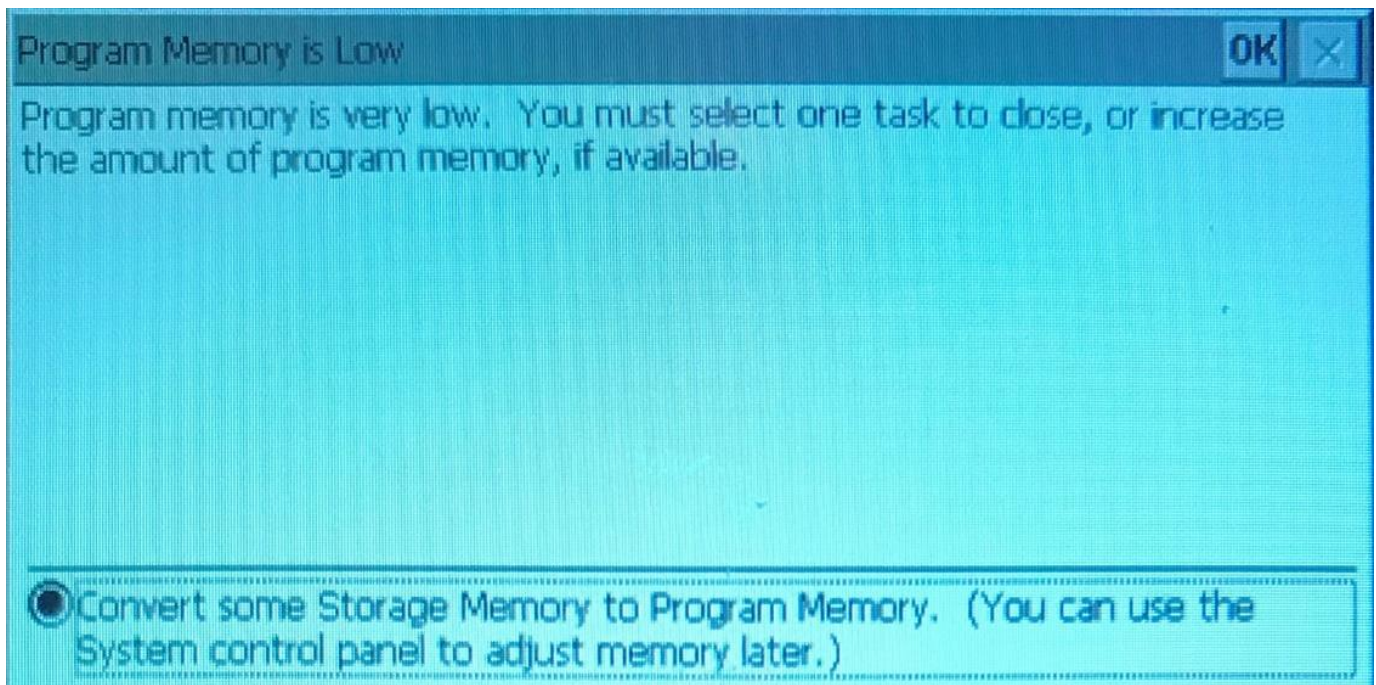 Program Memory is Low OK X
Program memory is very low. You must select one task to close, or increase
the amount of program memory, if available.
Convert some Storage Memory to Program Memory. (You can use the
System control panel to adjust memory later.)